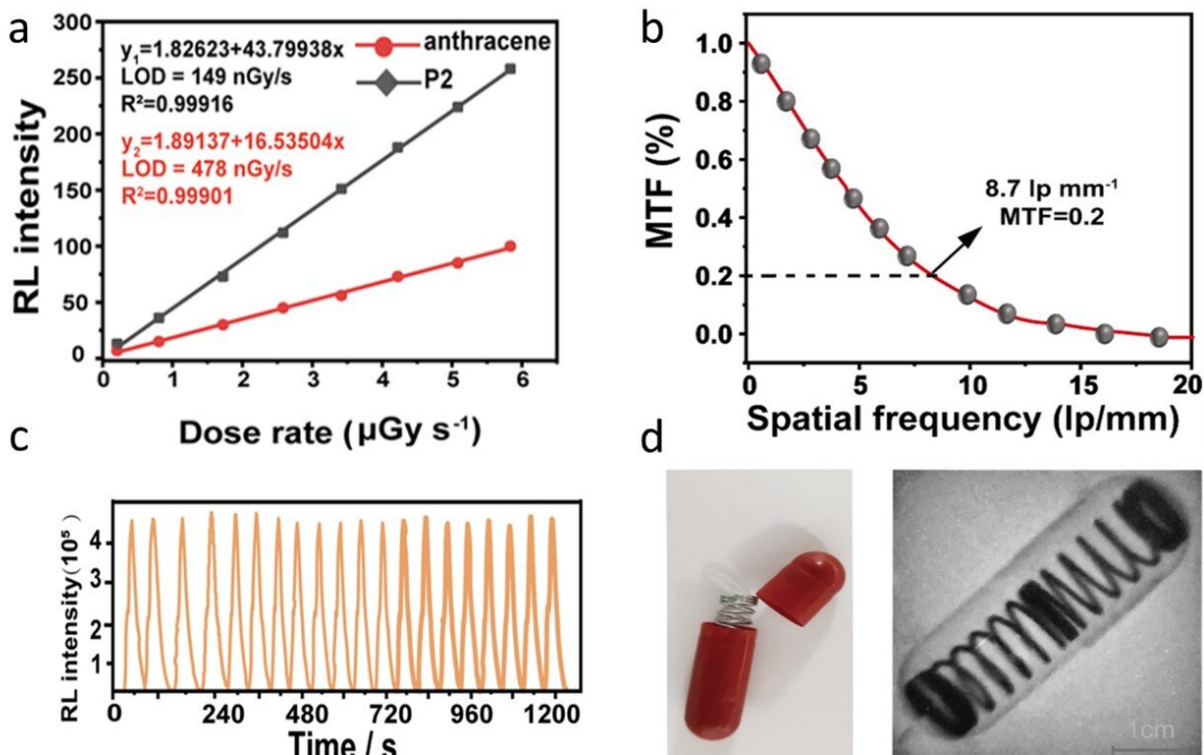 a
300
250
200
150
100
50
0
RL intensity
y₁=1.82623+43.79938x
LOD = 149 nGy/s
R²=0.99916
y₂=1.89137+16.53504x
LOD = 478 nGy/s
R²=0.99901
anthracene
P2
0 1 2 3 4 5 6
Dose rate (μGy s⁻¹)
b
1.0
0.8
0.6
0.4
0.2
0.0
MTF (%)
8.7 lp mm⁻¹
MTF=0.2
0 5 10 15 20
Spatial frequency (lp/mm)
c
RL intensity(10⁵)
4
3
2
1
0 240 480 720 960 1200
Time / s
d
1cm